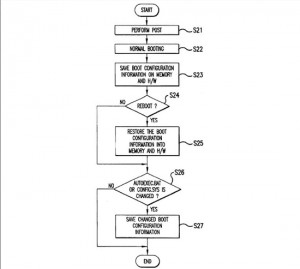 START
PERFORM POST
S21
NORMAL BOOTING
S22
SAVE BOOT CONFIGURATION
INFORMATION ON MEMORY
AND H/W
S23
S24
NO
REBOOT ?
YES
RESTORE THE BOOT
CONFIGURATION
INFORMATION INTO
MEMORY AND H/W
S25
S26
NO
AUTOEXEC.BAT
OR CONFIG.SYS IS
CHANGED ?
YES
SAVE CHANGED BOOT
CONFIGURATION
INFORMATION
S27
END